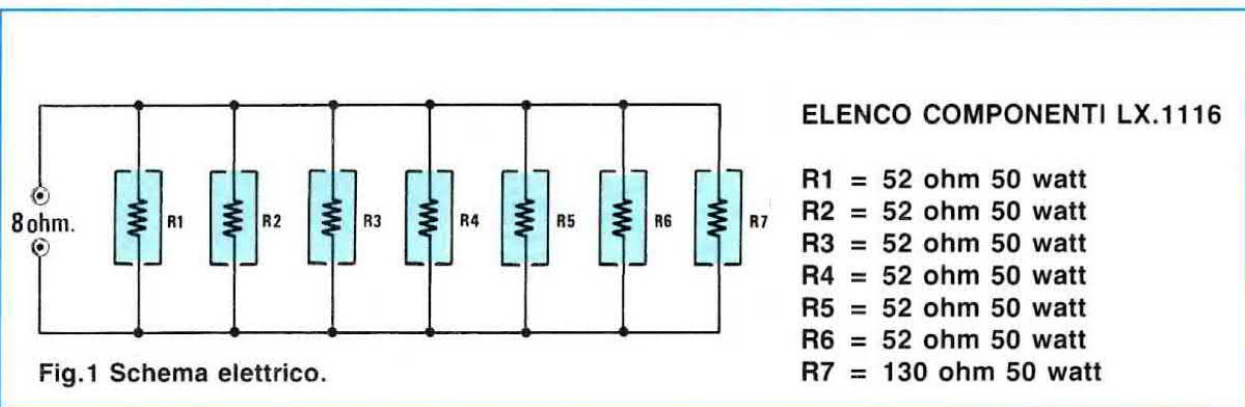 8 ohm.
R1
R2
R3
R4
R5
R6
R7
Fig.1 Schema elettrico.
ELENCO COMPONENTI LX.1116
R1 = 52 ohm 50 watt
R2 = 52 ohm 50 watt
R3 = 52 ohm 50 watt
R4 = 52 ohm 50 watt
R5 = 52 ohm 50 watt
R6 = 52 ohm 50 watt
R7 = 130 ohm 50 watt